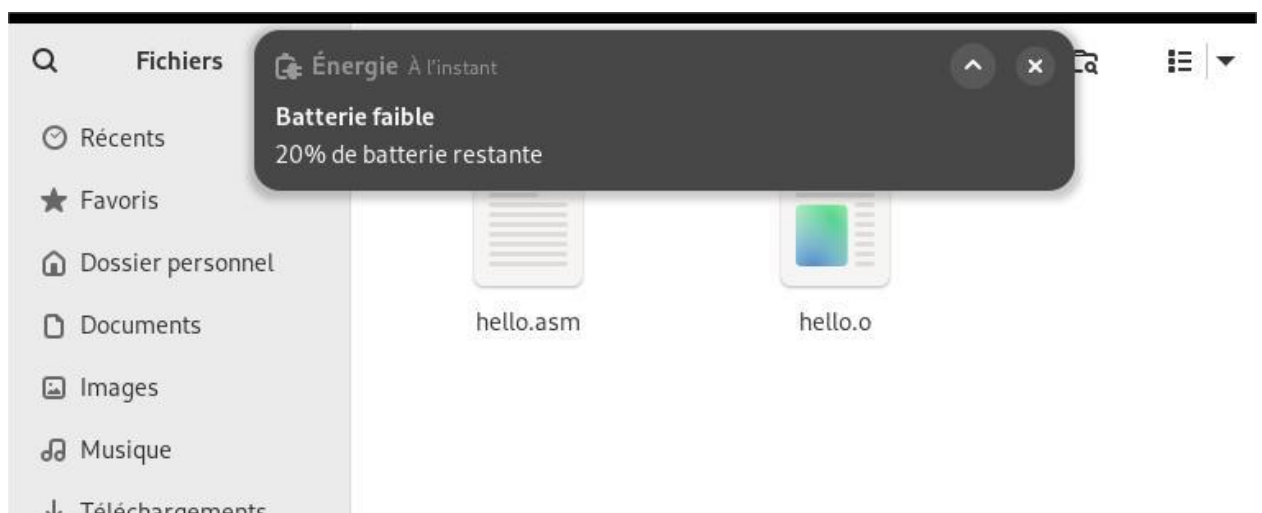 Fichiers
Énergie À l'instant
Batterie faible
20% de batterie restante
Récents
Favoris
Dossier personnel
Documents
Images
Musique
Téléchargements
hello.asm
hello.o